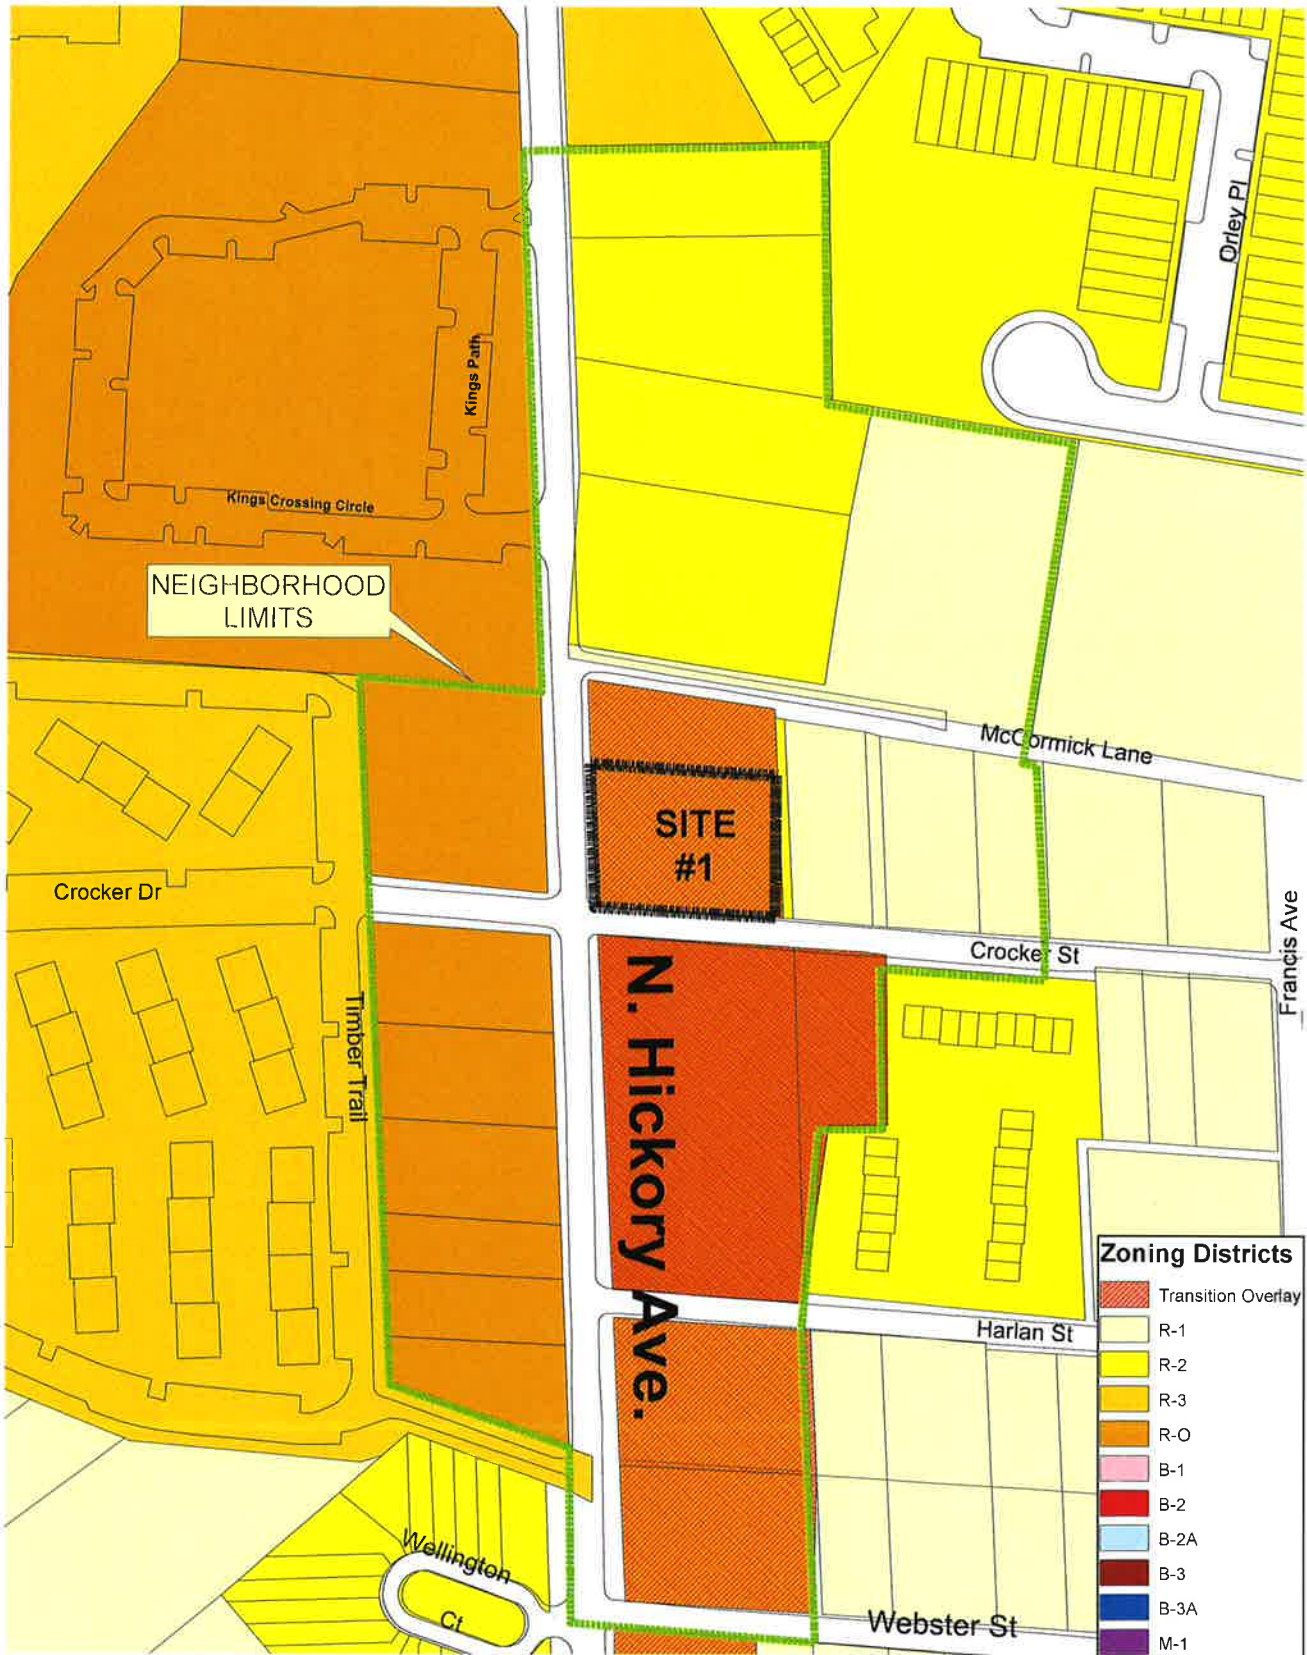 Orley Pl
Kings Path
Kings Crossing Circle
NEIGHBORHOOD
LIMITS
McCormick Lane
SITE
#1
Crocker Dr
Crocker St
Francis Ave
Timber Trail
N. Hickory Ave.
Harlan St
Wellington
Ct
Webster St
Zoning Districts
Transition Overlay
R-1
R-2
R-3
R-O
B-1
B-2
B-2A
B-3
B-3A
M-1